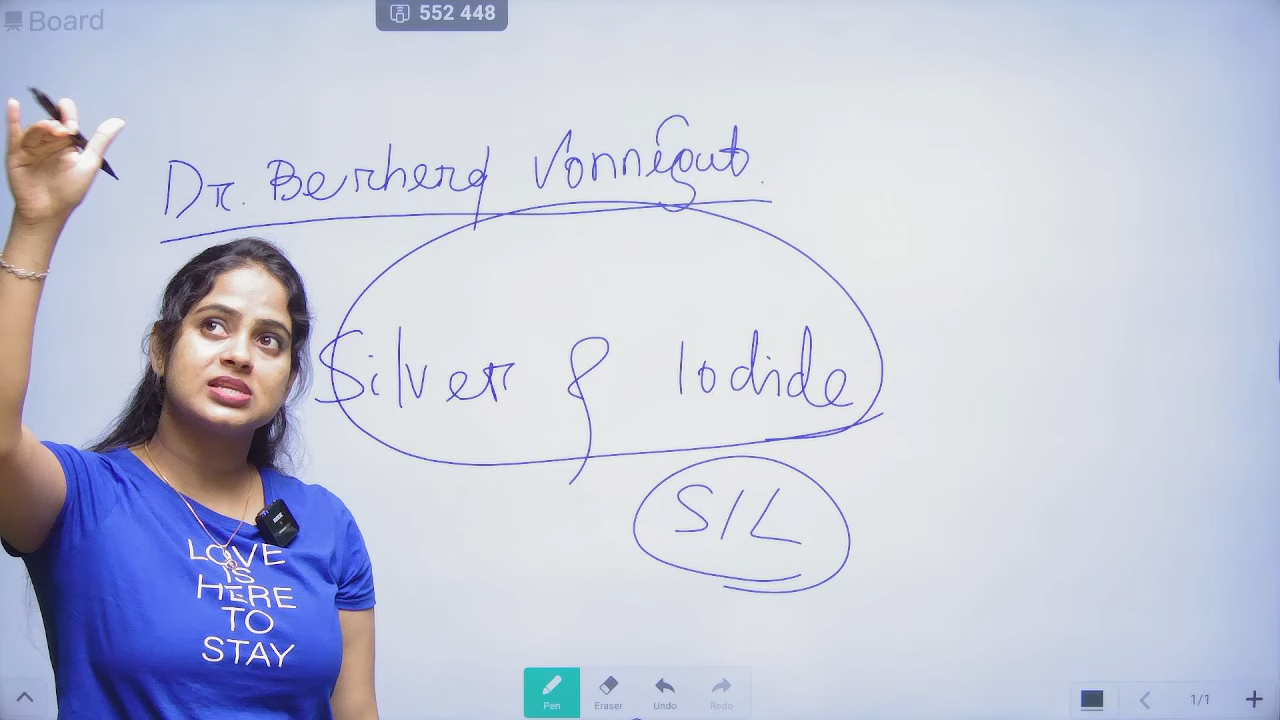 Board
552 448
Dr. Berherd Vonnegut.
Silver & Iodide
SIL
LOVE
IS
HERE
TO
STAY
Pen
Eraser
Undo
Redo
1/1